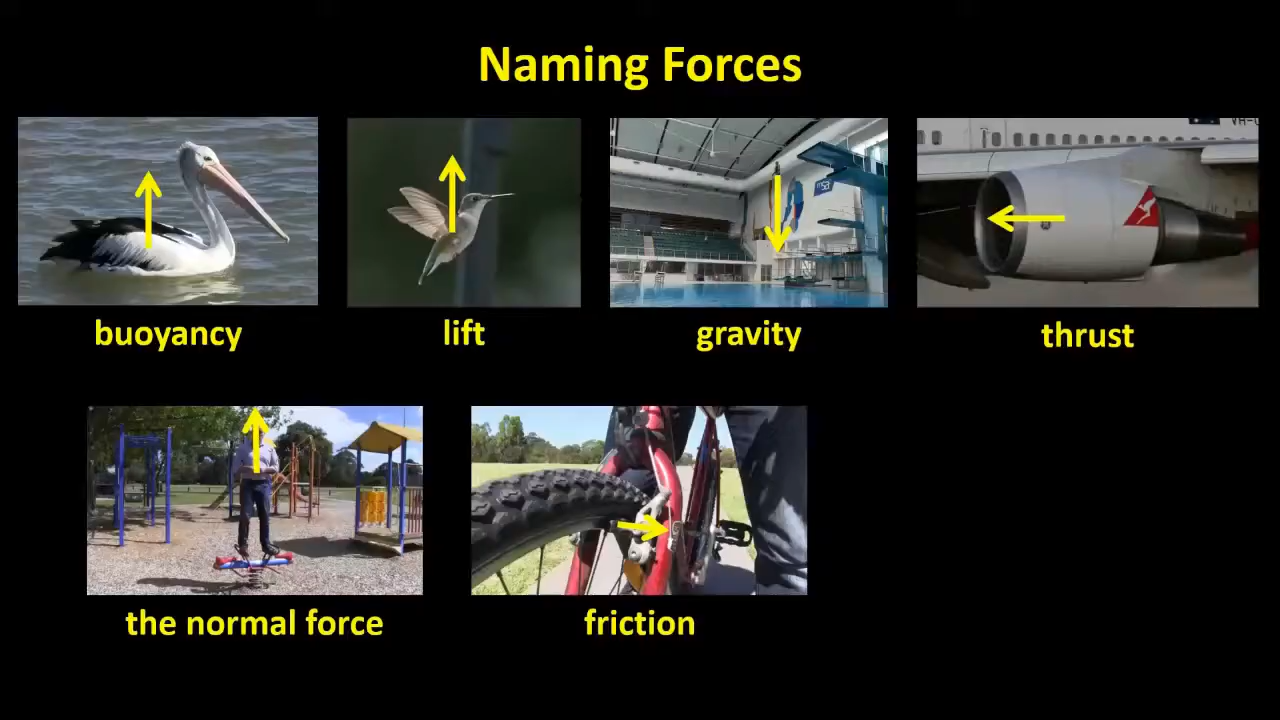 Naming Forces
buoyancy
lift
gravity
thrust
the normal force
friction